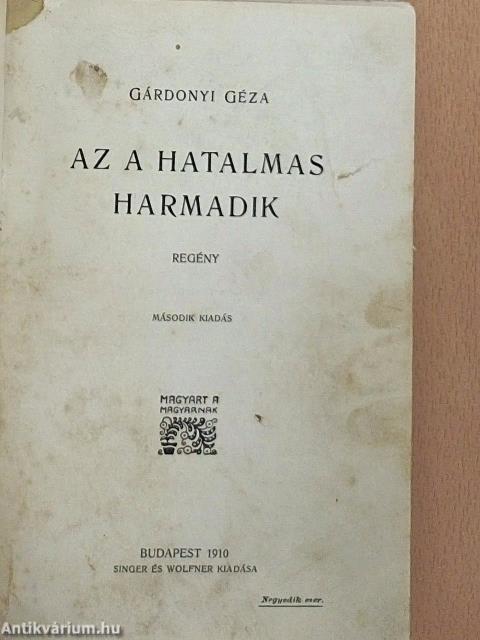 GÁRDONYI GÉZA
AZ A HATALMAS
HARMADIK
REGÉNY
MÁSODIK KIADÁS
MAGYART A
MAGYARNAK
BUDAPEST 1910
SINGER ÉS WOLFNER KIADÁSA
Negyedik ezer.
Antikvárium.hu